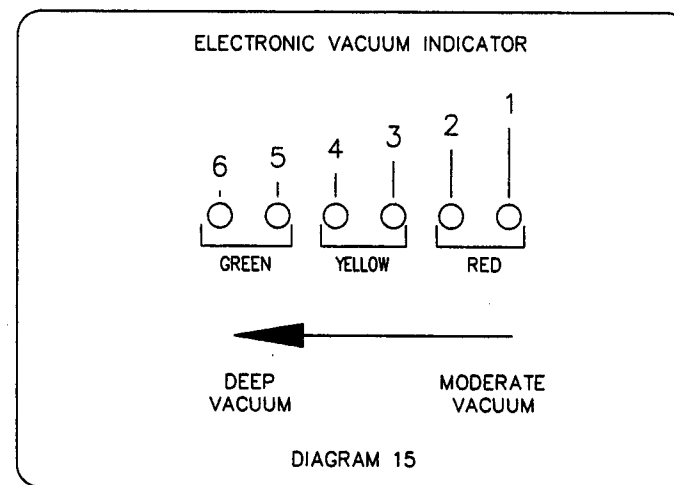 ELECTRONIC VACUUM INDICATOR
1
2
3
4
5
6
GREEN YELLOW RED
DEEP VACUUM
MODERATE VACUUM
DIAGRAM 15